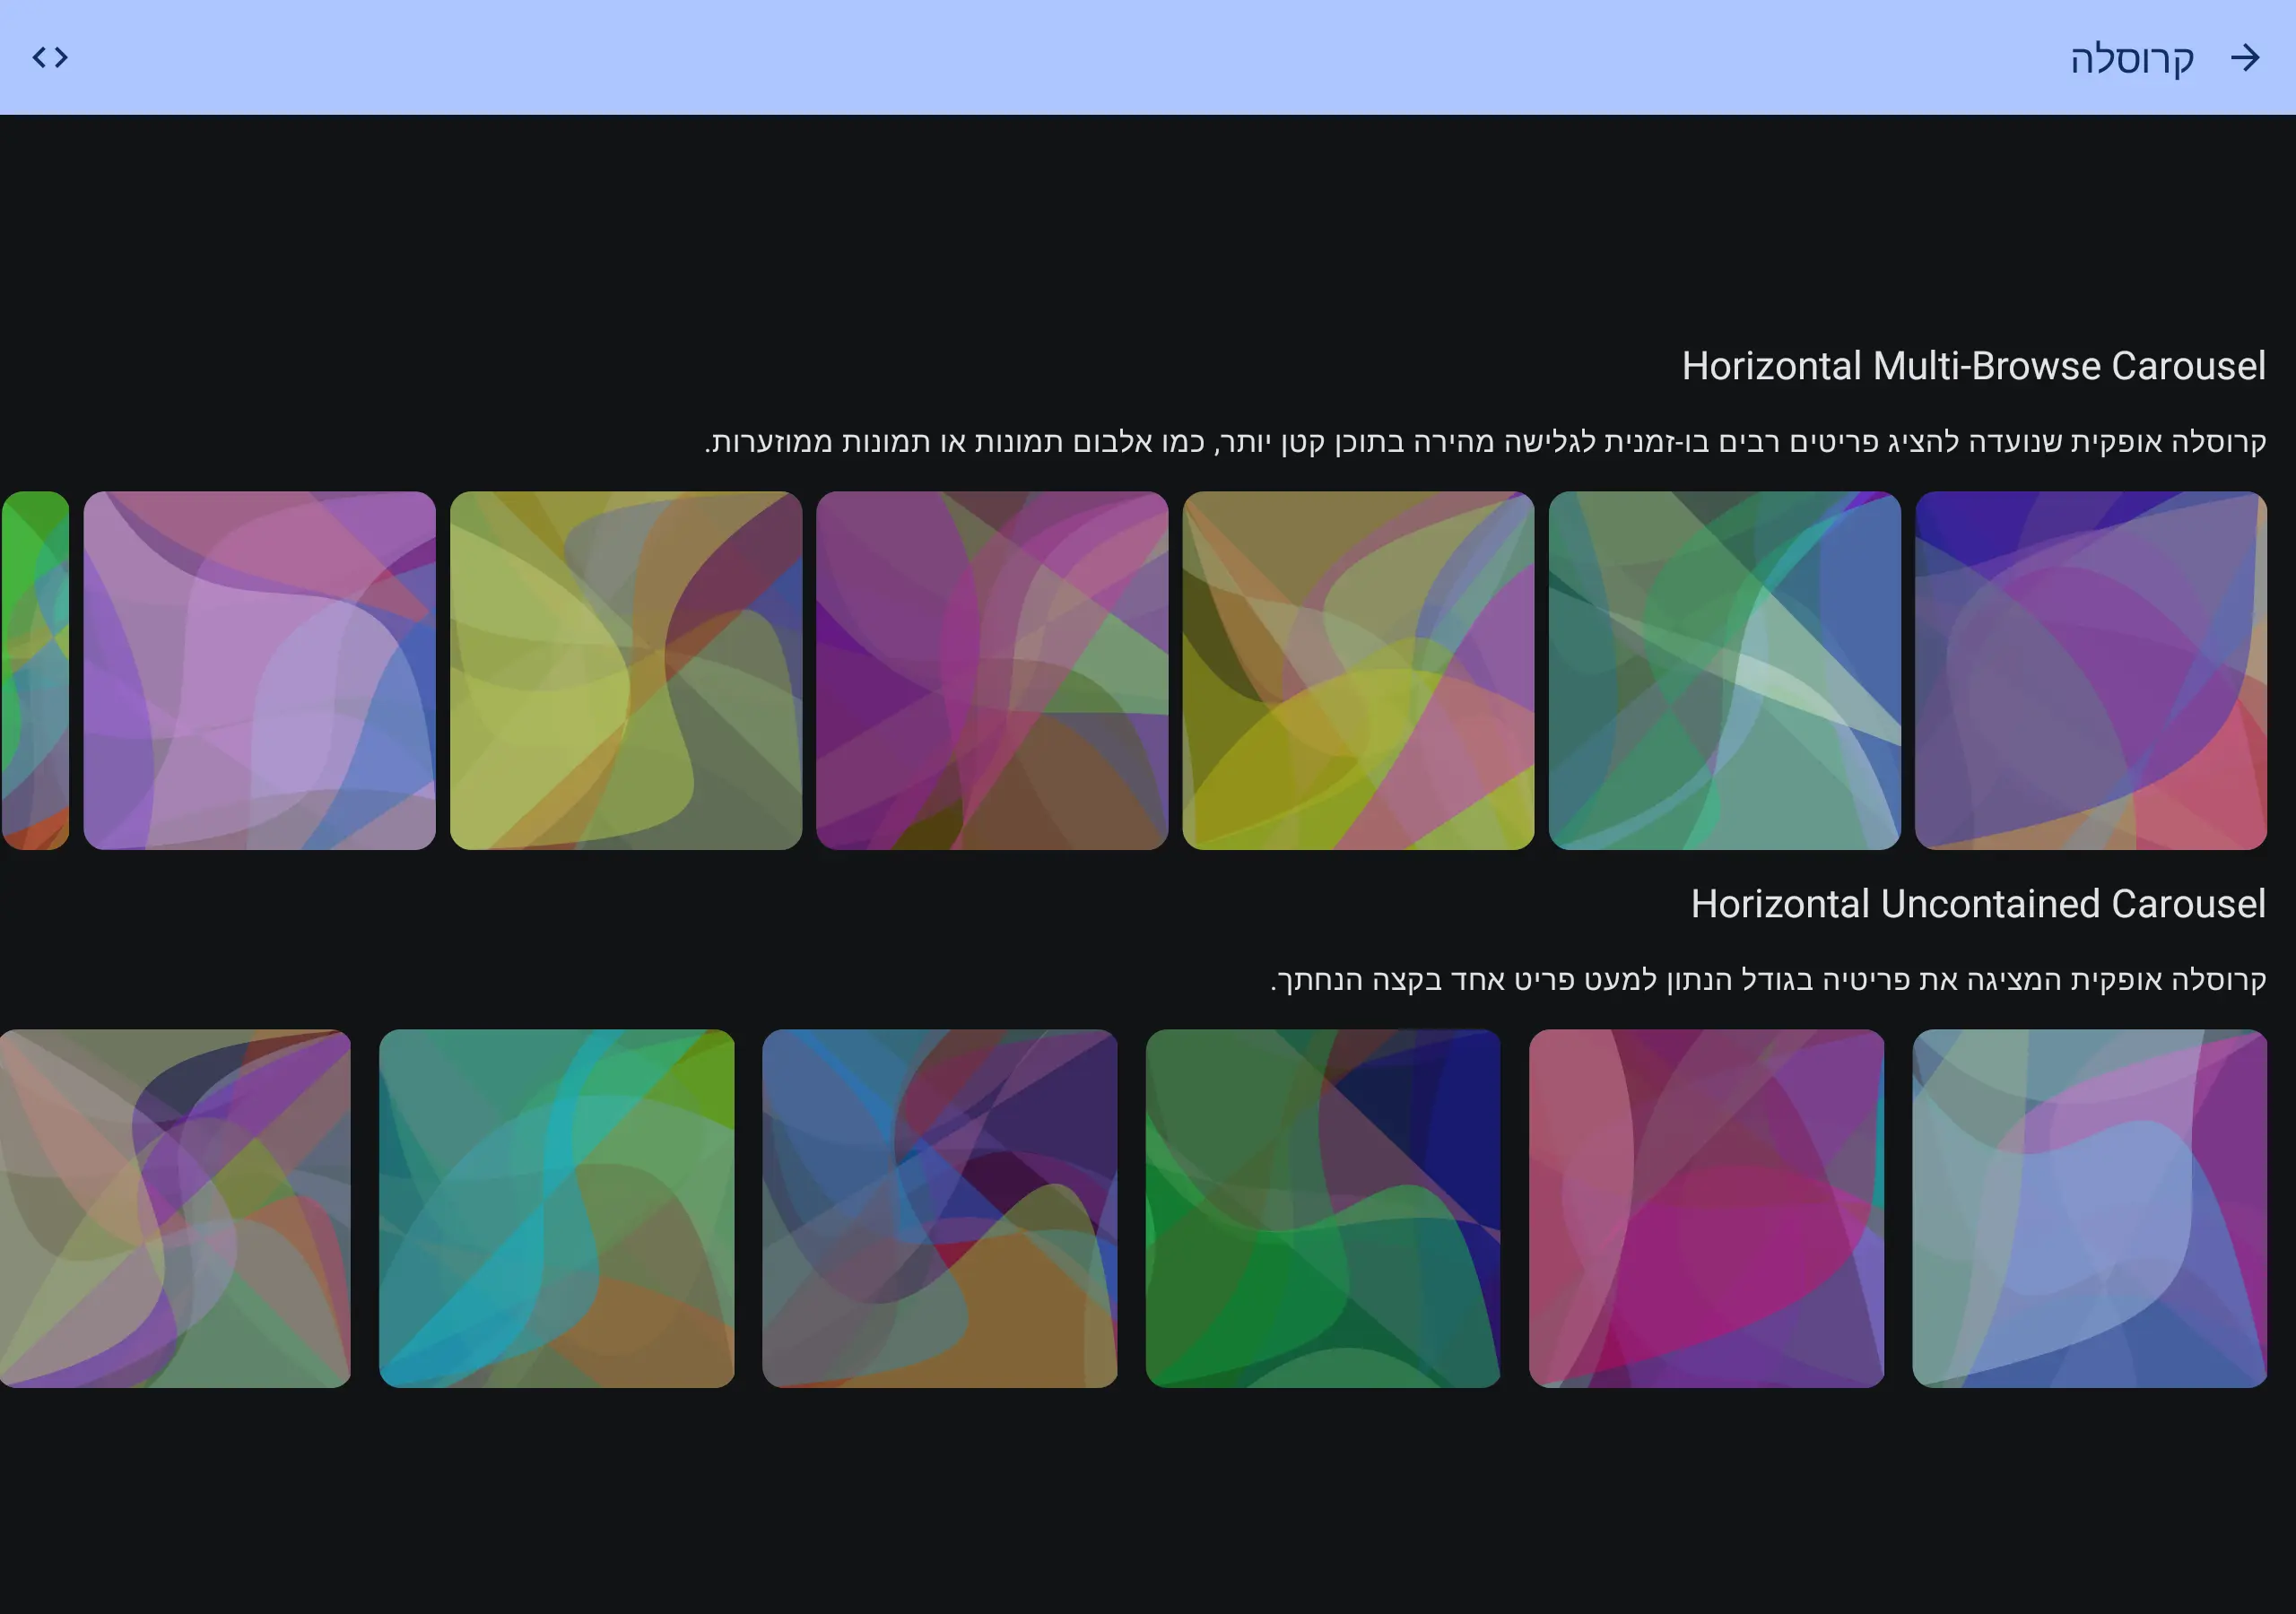 קרוסלה
Horizontal Multi-Browse Carousel
קרוסלה אופקית שנועדה להציג פריטים רבים בו-זמנית לגלישה מהירה בתוכן קטן יותר, כמו אלבום תמונות או תמונות ממוזערות.
Horizontal Uncontained Carousel
קרוסלה אופקית המציגה את פריטיה בגודל הנתון למעט פריט אחד בקצה הנחתך.